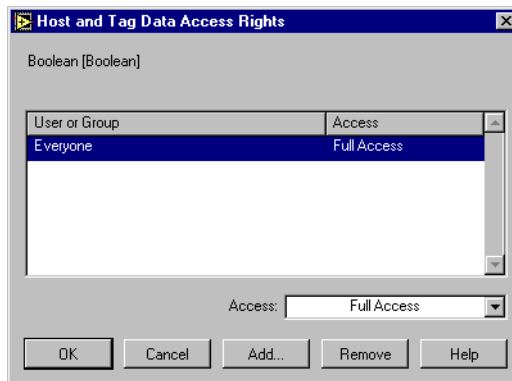 Host and Tag Data Access Rights
Boolean [Boolean]
User or Group Access
Everyone Full Access
Access: Full Access
OK Cancel Add... Remove Help